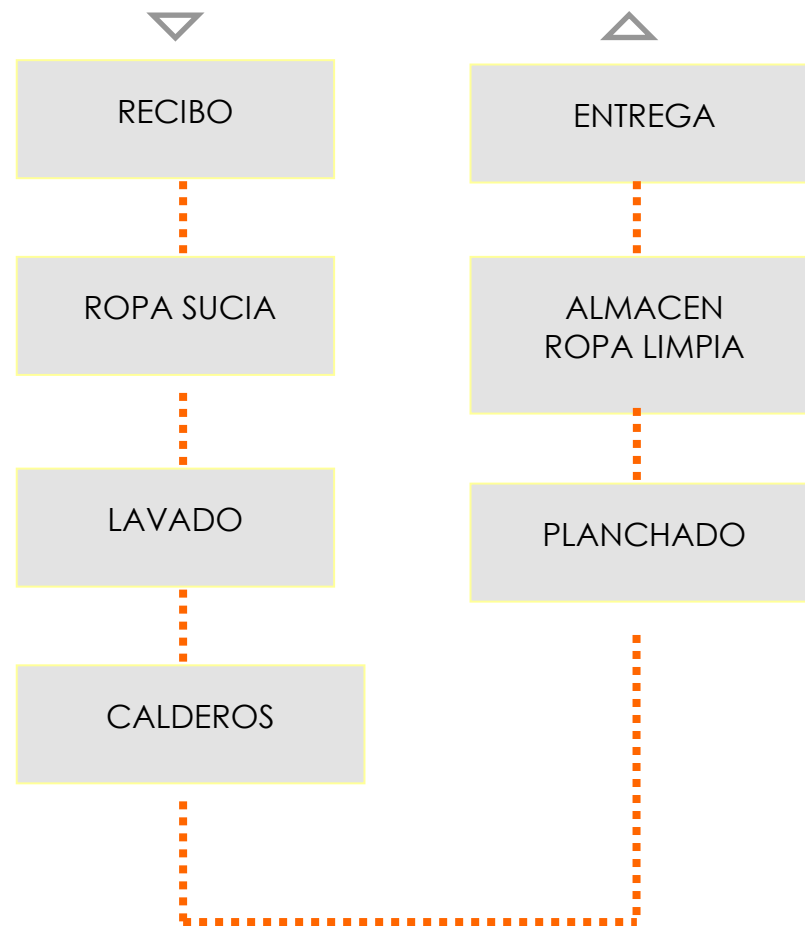 RECIBO
ROPA SUCIA
LAVADO
CALDEROS
ENTREGA
ALMACEN
ROPA LIMPIA
PLANCHADO